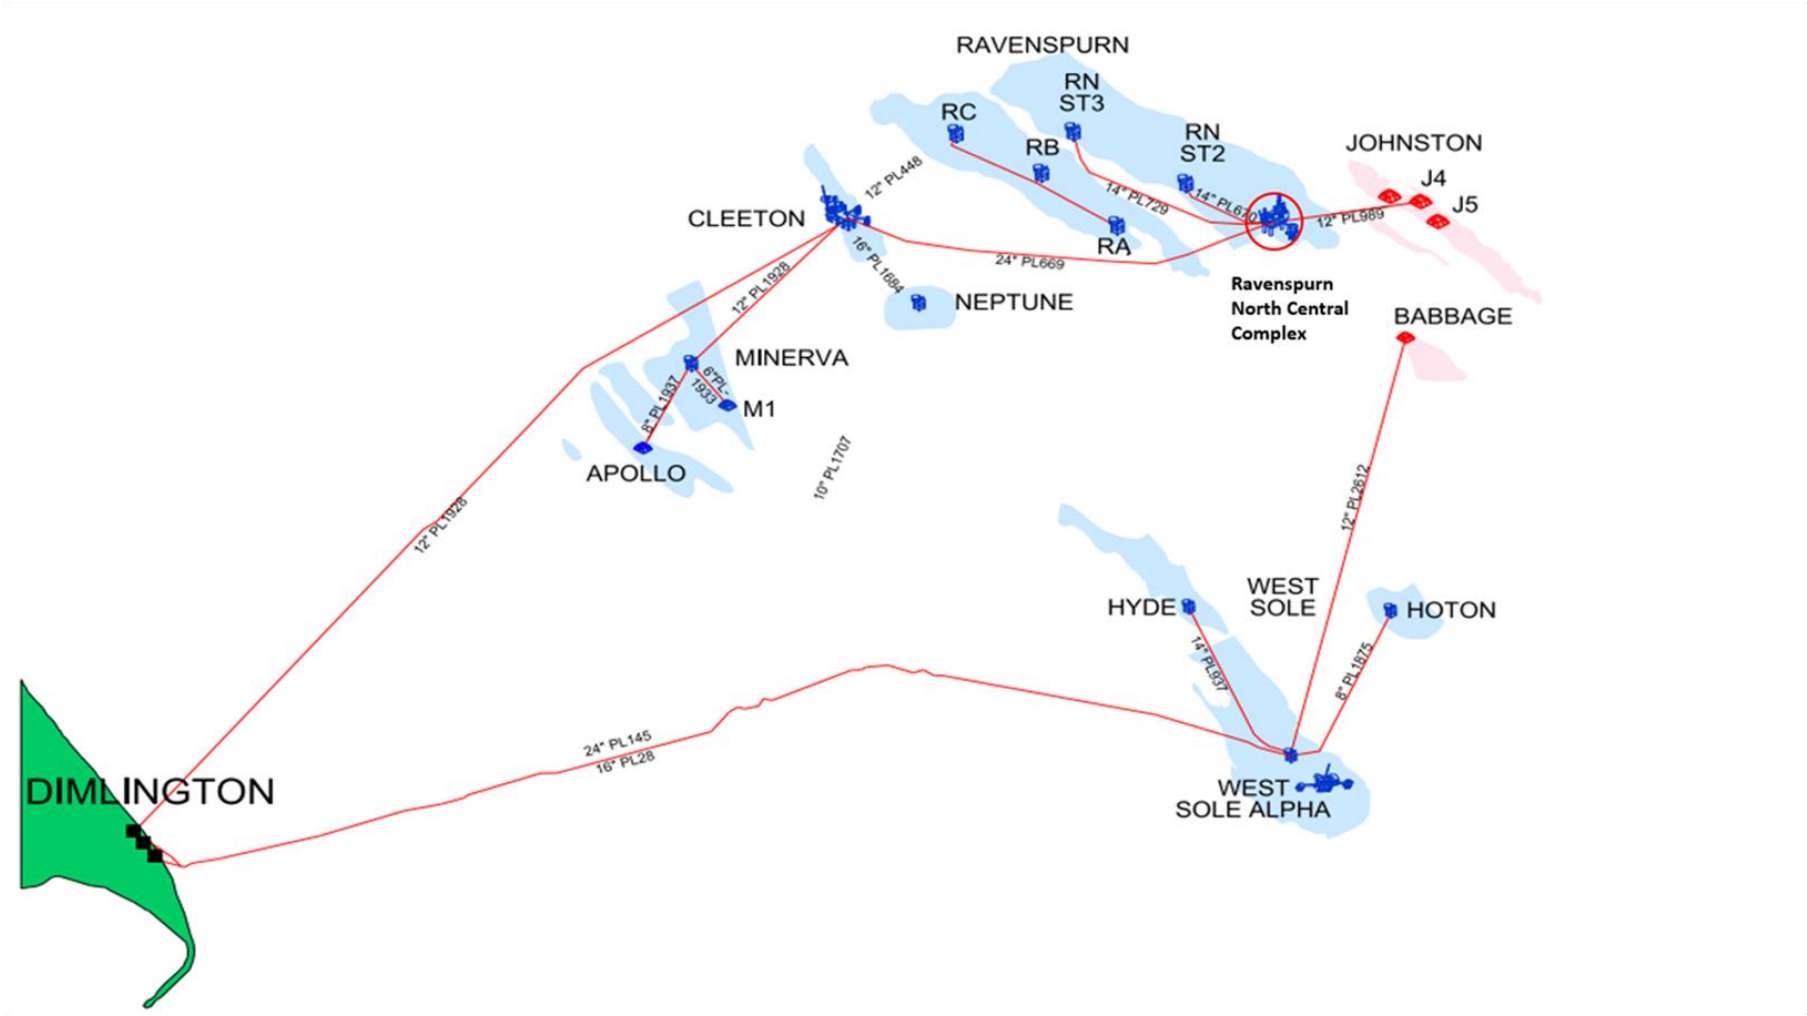 RAVENSPURN
RN
ST3
RC
RB
RN
ST2
JOHNSTON
J4
J5
12" PL448
14" PL729
14" PL670
12" PL989
CLEETON
RA
16" PL1684
24" PL669
12" PL1928
NEPTUNE
Ravenspurn
North Central
Complex
BABBAGE
MINERVA
6"PL-
1933
8" PL1937
M1
APOLLO
10" PL1707
12" PL1928
12" PL2612
HYDE
WEST
SOLE
HOTON
14" PL937
8" PL1875
24" PL145
16" PL28
DIMLINGTON
WEST
SOLE ALPHA